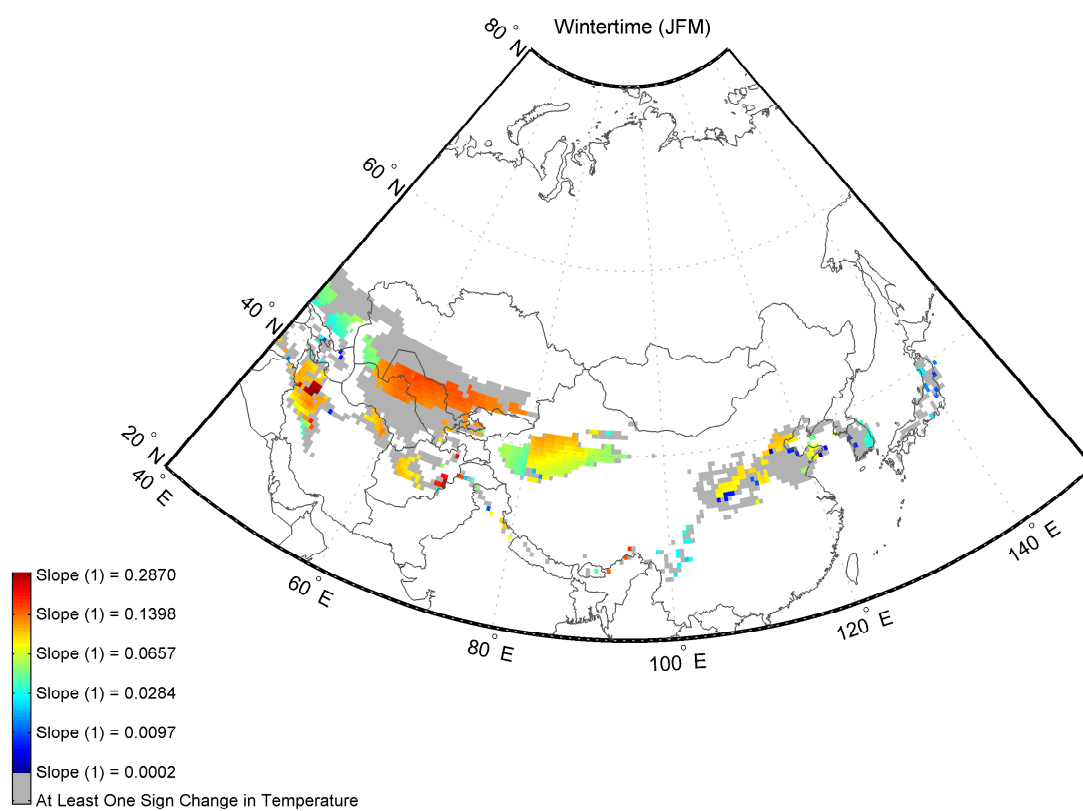 Wintertime (JFM)
80° N
60° N
40° N
20° N
40° E
60° E
80° E
100° E
120° E
140° E
Slope (1) = 0.2870
Slope (1) = 0.1398
Slope (1) = 0.0657
Slope (1) = 0.0284
Slope (1) = 0.0097
Slope (1) = 0.0002
At Least One Sign Change in Temperature